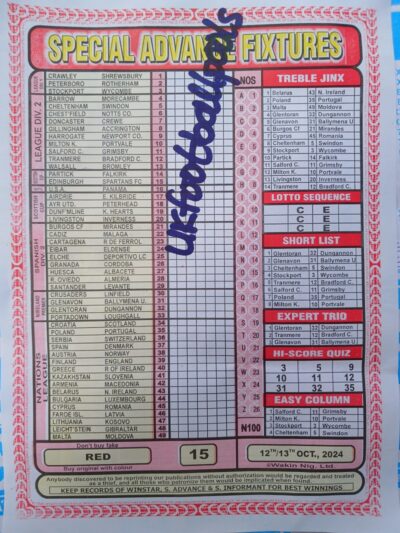 SPECIAL ADVANCE FIXTURES
ukfootballpools
LEAGUE DIV. 2
CRAWLEY SHREWSBURY 1
PETERBORO ROTHERHAM 2
STOCKPORT WYCOMBE 3
BARROW MORECAMBE 4
CHELTENHAM SWINDON 5
CHEST'FIELD NOTTS CO. 6
DONCASTER CREWE 7
GILLINGHAM ACCRINGTON 8
HARROGATE NEWPORT CO. 9
MILTON K. PORTVALE 10
SALFORD C. GRIMSBY 11
TRANMERE BRADFORD C. 12
WALSALL BROMLEY 13
PARTICK FALKIRK 14
EDINBURGH SPARTANS FC 15
U.S.A. PANAMA 16
AIRDRIE E. KILBRIDE 17
AYR UTD. PETERHEAD 18
DUNF'MLINE K. HEARTS 19
LIVINGSTON INVERNESS 20
SPANISH
BURGOS CF MIRANDES 21
CADIZ MALAGA 22
CARTAGENA R DE FERROL 23
EIBAR ELDENSE 24
ELCHE DEPORTIVO LC 25
GRANADA CORDOBA 26
HUESCA ALBACETE 27
R. OVIEDO ALMERIA 28
SANTANDER LEVANTE 29
CRUSADERS LINFIELD 30
GLENAVON BALLYMENA U. 31
GLENTORAN DUNGANNON 32
PORTADOWN LOUGHGALL 33
NATIONS LEAGUE
CROATIA SCOTLAND 34
POLAND PORTUGAL 35
SERBIA SWITZERLAND 36
SPAIN DENMARK 37
AUSTRIA NORWAY 38
FINLAND ENGLAND 39
GREECE R OF IRELAND 40
KAZAKHSTAN SLOVENIA 41
ARMENIA MACEDONIA 42
BELARUS N. IRELAND 43
BULGARIA LUXEMBOURG 44
CYPRUS ROMANIA 45
FAROE ISL LATVIA 46
LITHUANIA KOSOVO 47
LEICHT'STEIN GIBRALTAR 48
MALTA MOLDOVA 49
NOS
N100
TREBLE JINX
1 Belarus 43 N. Ireland
2 Poland 35 Portugal
3 Malta 49 Moldova
4 Glentoran 32 Dungannon
5 Glenavon 31 Ballymena U
6 Burgos Cf 21 Mirandes
7 Cyprus 45 Romania
8 Cheltenham 5 Swindon
9 Stockport 3 Wycombe
10 Partick 14 Falkirk
11 Salford C. 11 Grimsby
12 Milton K. 10 Portvale
13 Livingston 20 Inverness
14 Tranmere 12 Bradford C.
LOTTO SEQUENCE
C E
C E
C E
SHORT LIST
1 Glentoran 32 Dungannon
2 Glenavon 31 Ballymena U
3 Cheltenham 5 Swindon
4 Stockport 3 Wycombe
5 Tranmere 12 Bradford C.
6 Salford C. 11 Grimsby
7 Poland 35 Portugal
8 Milton K. 10 Portvale
EXPERT TRIO
1 Glentoran 32 Dungannon
2 Glenavon 31 Ballymena U
3 Tranmere 12 Bradford C.
HI-SCORE QUIZ
3 5 9
10 11 12
31 32 35
EASY COLUMN
1 Salford C. 11 Grimsby
2 Milton K. 10 Portvale
3 Stockport 3 Wycombe
4 Cheltenham 5 Swindon
Don't buy fake
RED
Buy original with colour
15
12TH/13TH OCT., 2024
©Wakin Nig. Ltd.
Anybody discovered to be reprinting our publications without authorization would be regarded and treated
as a thief, and all those who patronize them would be implicated from today.
KEEP RECORDS OF WINSTAR, S. ADVANCE & S. INFORMANT FOR BEST WINNINGS